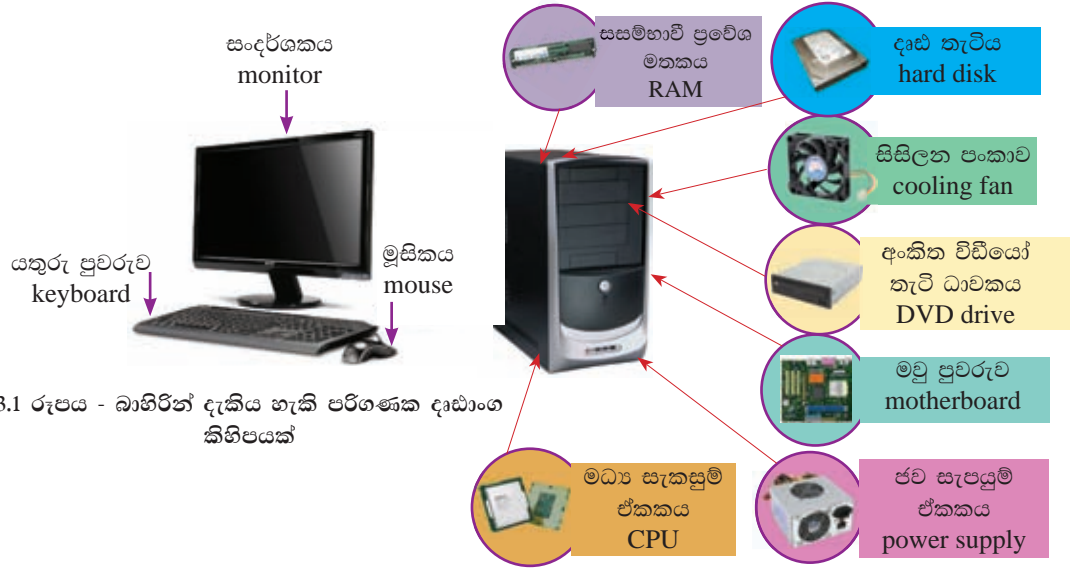 සංදර්ශකය
monitor
යතුරු පුවරුව
keyboard
මූසිකය
mouse
3.1 රූපය - බාහිරින් දැකිය හැකි පරිගණක දෘඪාංග
කිහිපයක්
සසම්භාවී ප්‍රවේශ
මතකය
RAM
දෘඪ තැටිය
hard disk
සිසිලන පංකාව
cooling fan
අංකිත වීඩියෝ
තැටි ධාවකය
DVD drive
මවු පුවරුව
motherboard
මධ්‍ය සැකසුම්
ඒකකය
CPU
ජව සැපයුම්
ඒකකය
power supply